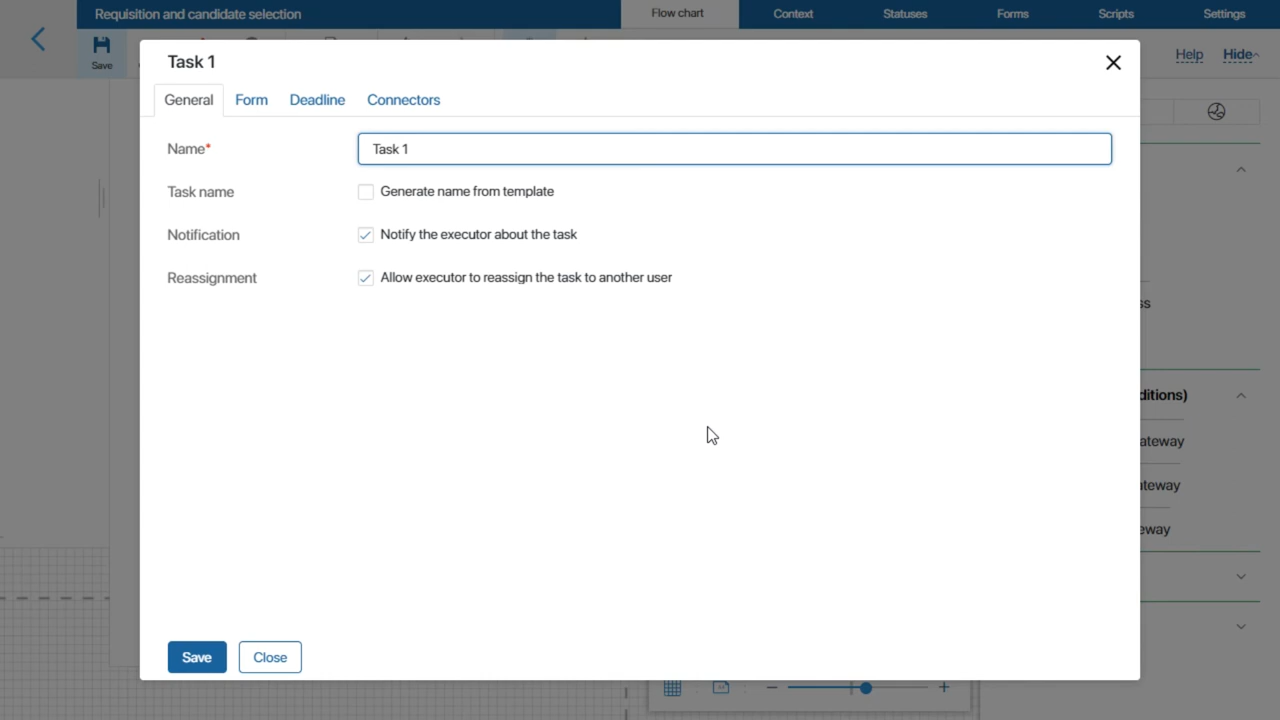 Requisition and candidate selection
Flow chart
Context
Statuses
Forms
Scripts
Settings
Save
Help
Hide
Task 1
General
Form
Deadline
Connectors
Name*
Task 1
Task name
Generate name from template
Notification
Notify the executor about the task
Reassignment
Allow executor to reassign the task to another user
ss
ditions)
ateway
teway
eway
Save
Close